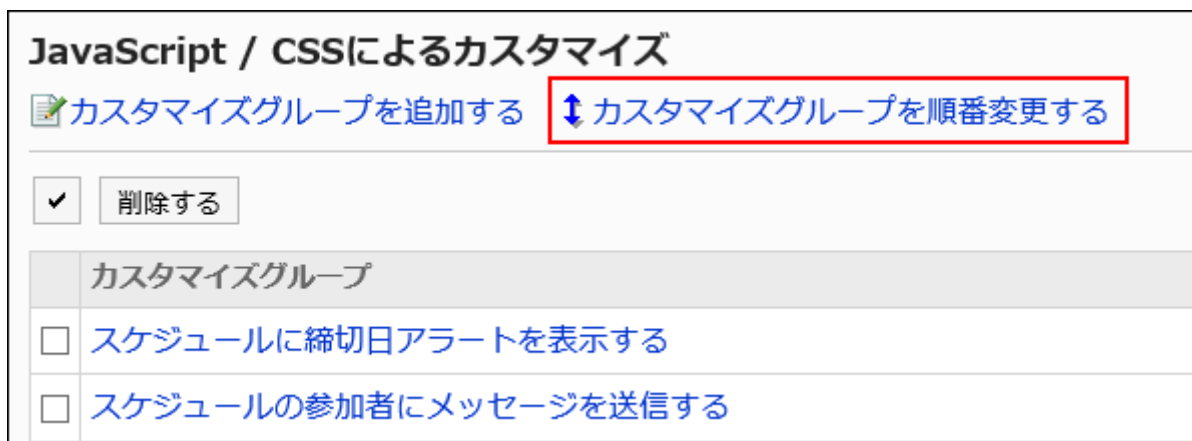 JavaScript / CSSによるカスタマイズ
カスタマイズグループを追加する カスタマイズグループを順番変更する
削除する
カスタマイズグループ
スケジュールに締切日アラートを表示する
スケジュールの参加者にメッセージを送信する